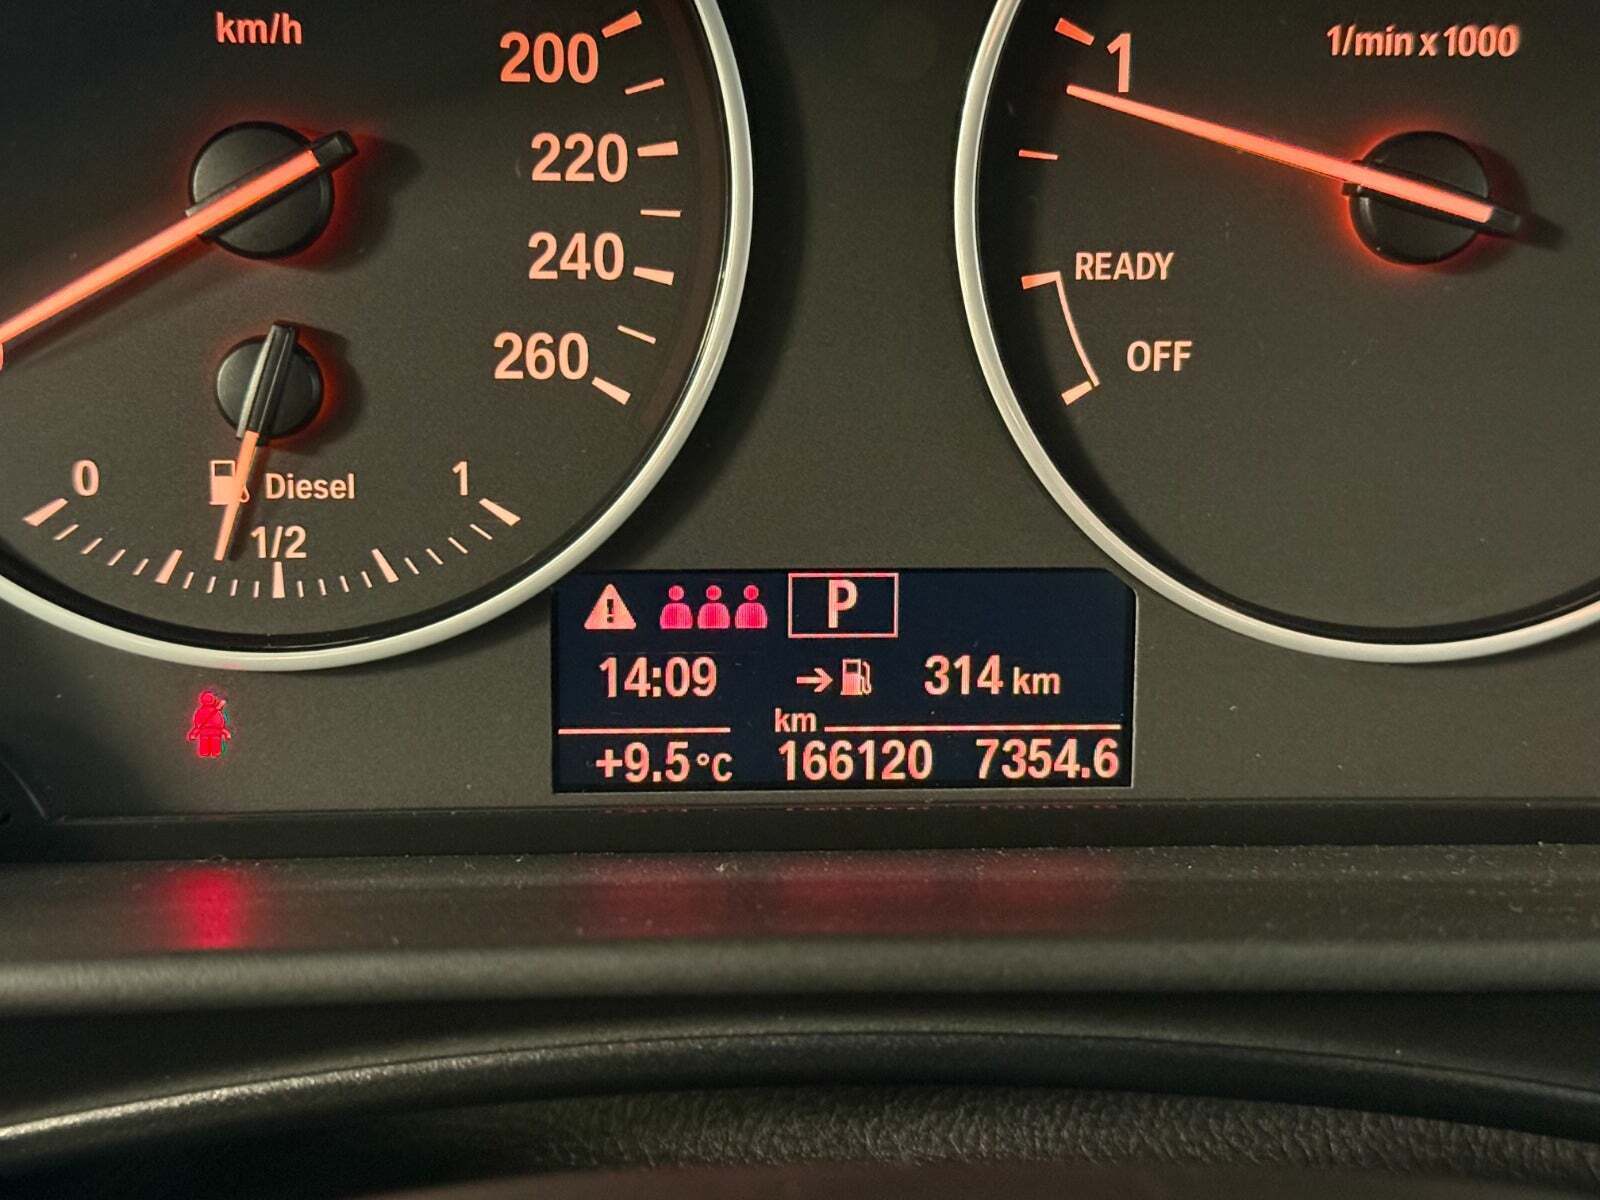 km/h
200
220
240
260
0
Diesel
1
1/2
1/min x 1000
1
READY
OFF
P
14:09
314 km
km
+9.5 °C
166120
7354.6